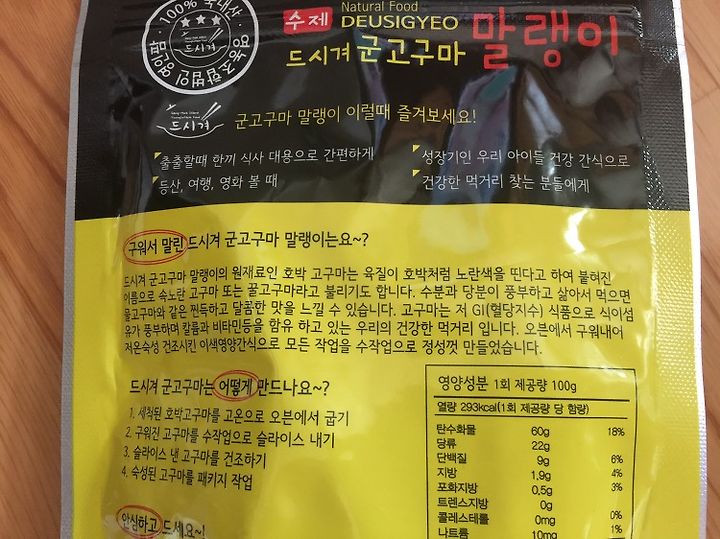 100% 국내산
영농조합법인 영암팜
드시겨
Natural Food
수제 DEUSIGYEO
드시겨 군고구마 말랭이
드시겨 군고구마 말랭이 이럴때 즐겨보세요!
출출할때 한끼 식사 대용으로 간편하게
성장기인 우리 아이들 건강 간식으로
등산, 여행, 영화 볼 때
건강한 먹거리 찾는 분들에게
구워서 말린 드시겨 군고구마 말랭이는요~?
드시겨 군고구마 말랭이의 원재료인 호박 고구마는 육질이 호박처럼 노란색을 띤다고 하여 붙혀진
이름으로 속노란 고구마 또는 꿀고구마라고 불리기도 합니다. 수분과 당분이 풍부하고 삶아서 먹으면
물고구마와 같은 찐득하고 달콤한 맛을 느낄 수 있습니다. 고구마는 저 GI(혈당지수) 식품으로 식이섬
유가 풍부하며 칼륨과 비타민등을 함유 하고 있는 우리의 건강한 먹거리 입니다. 오븐에서 구워내어
저온숙성 건조시킨 이색영양간식으로 모든 작업을 수작업으로 정성껏 만들었습니다.
드시겨 군고구마는 어떻게 만드나요~?
1. 세척된 호박고구마를 고온으로 오븐에서 굽기
2. 구워진 고구마를 수작업으로 슬라이스 내기
3. 슬라이스 낸 고구마를 건조하기
4. 숙성된 고구마를 패키지 작업
안심하고 드세요~!
영양성분 1회 제공량 100g
열량 293kcal(1회 제공량 당 함량)
탄수화물 60g 18%
당류 22g
단백질 9g 6%
지방 1.9g 4%
포화지방 0.5g 3%
트렌스지방 0g
콜레스테롤 0mg 0%
나트륨 10mg 1%